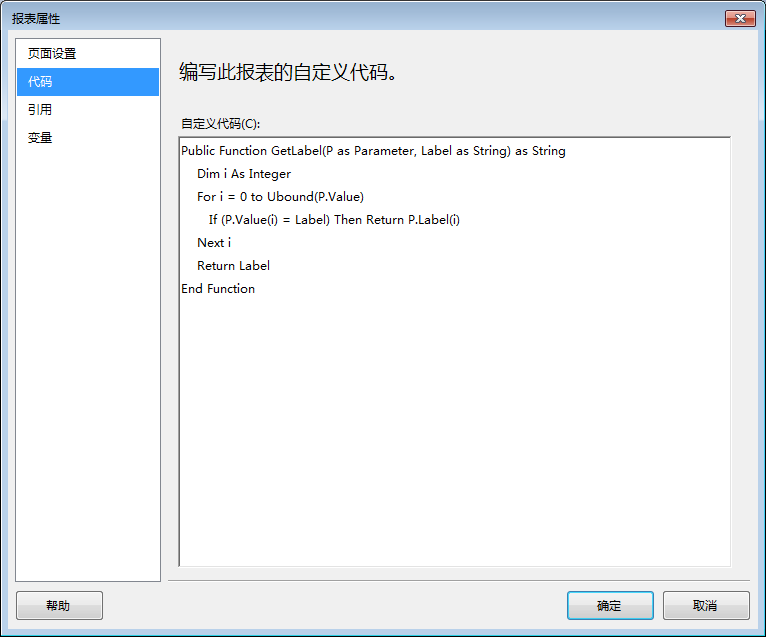 报表属性
页面设置
代码
引用
变量
编写此报表的自定义代码。
自定义代码(C):
Public Function GetLabel(P as Parameter, Label as String) as String
Dim i As Integer
For i = 0 to Ubound(P.Value)
If (P.Value(i) = Label) Then Return P.Label(i)
Next i
Return Label
End Function
帮助
确定
取消